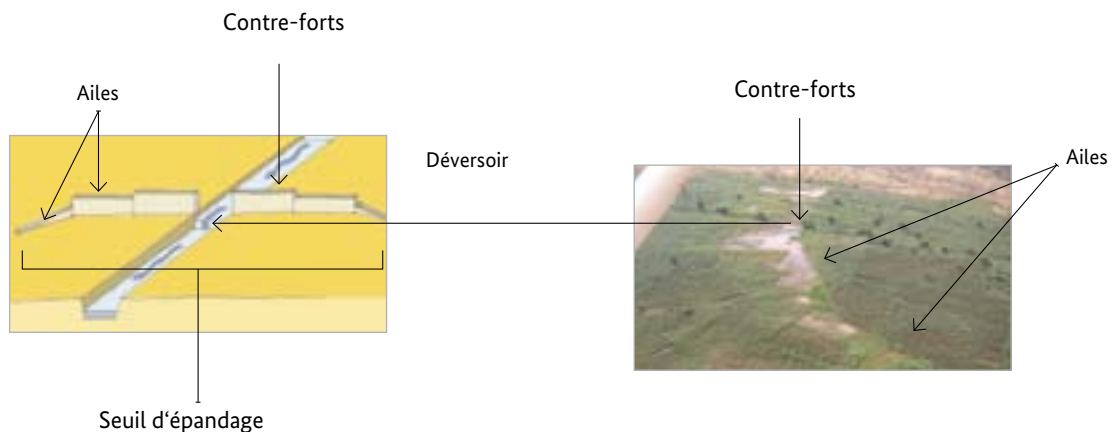 Contre-forts
Ailes
Déversoir
Contre-forts
Ailes
Seuil d‘épandage